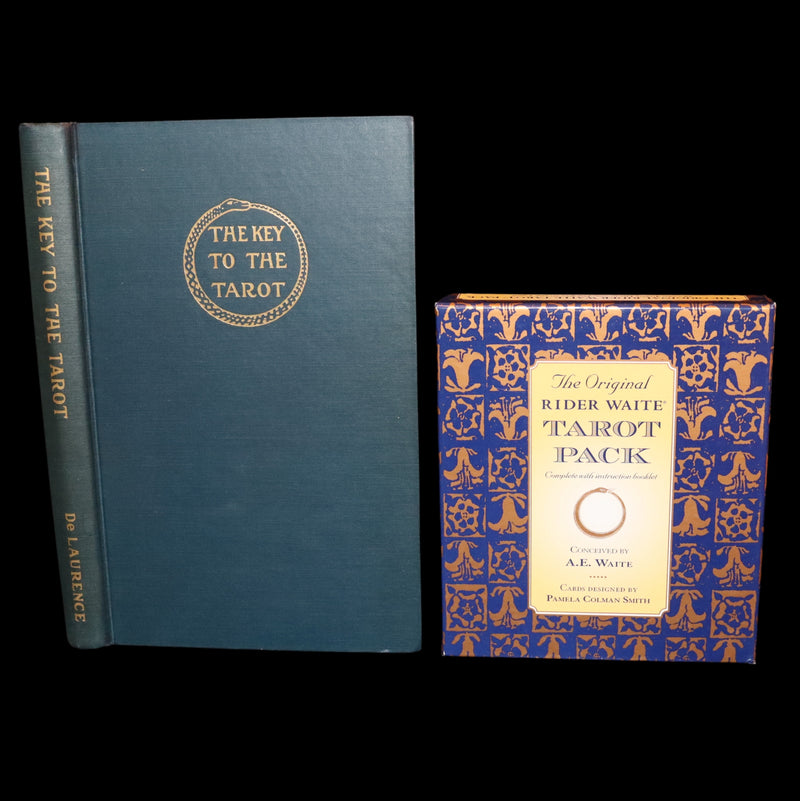 THE KEY TO THE TAROT
De LAURENCE
THE KEY
TO THE
TAROT
The Original
RIDER WAITE®
TAROT
PACK
Complete with instruction booklet
CONCEIVED BY
A.E. WAITE
CARDS DESIGNED BY
PAMELA COLMAN SMITH